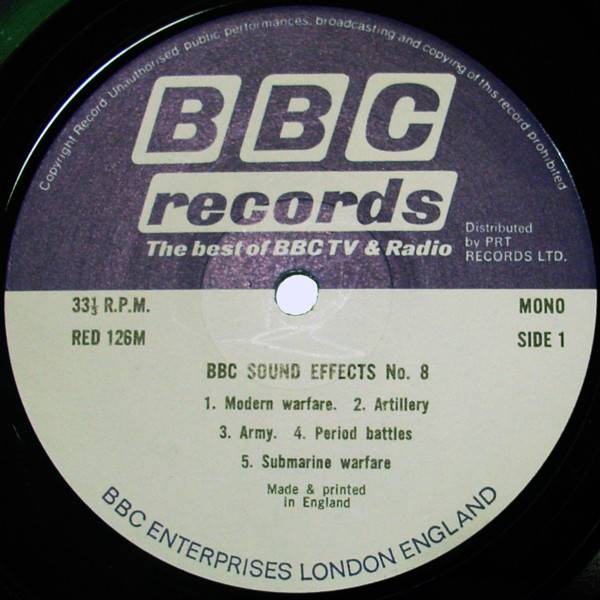 Copyright Record. Unauthorised public performances, broadcasting and copying of this record prohibited
BBC
records
The best of BBC TV & Radio
Distributed
by PRT
RECORDS LTD.
33⅓ R.P.M.
MONO
RED 126M
SIDE 1
BBC SOUND EFFECTS No. 8
1. Modern warfare. 2. Artillery
3. Army. 4. Period battles
5. Submarine warfare
Made & printed
in England
BBC ENTERPRISES LONDON ENGLAND